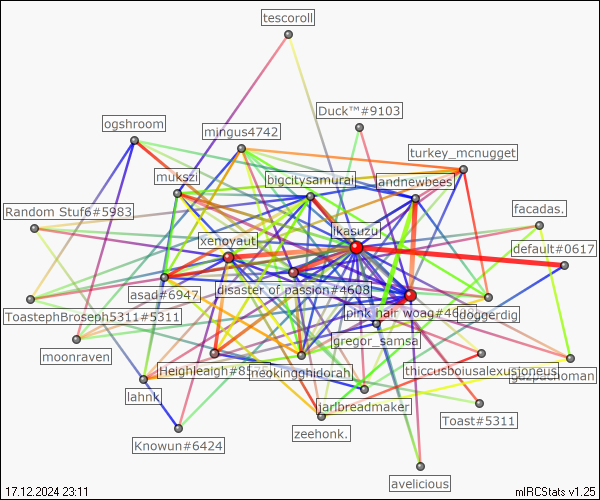 tescoroll
Duck™#9103
ogshroom
mingus4742
turkey_mcnugget
mukszi
bigcitysamurai
andnewbees
Random Stuf6#5983
facadas.
ikasuzu
xenoyaut
default#0617
asad#6947
disaster of passion#4608
ToastephBroseph5311#5311
pink hair woag#46
doggerdig
gregor_samsa
moonraven
Heighleaigh#85
neokingghidorah
thiccusboiusalexusioneus
gazpachoman
lahnk
jarlbreadmaker
Toast#5311
zeehonk.
Knowun#6424
avelicious
17.12.2024 23:11
mIRCStats v1.25